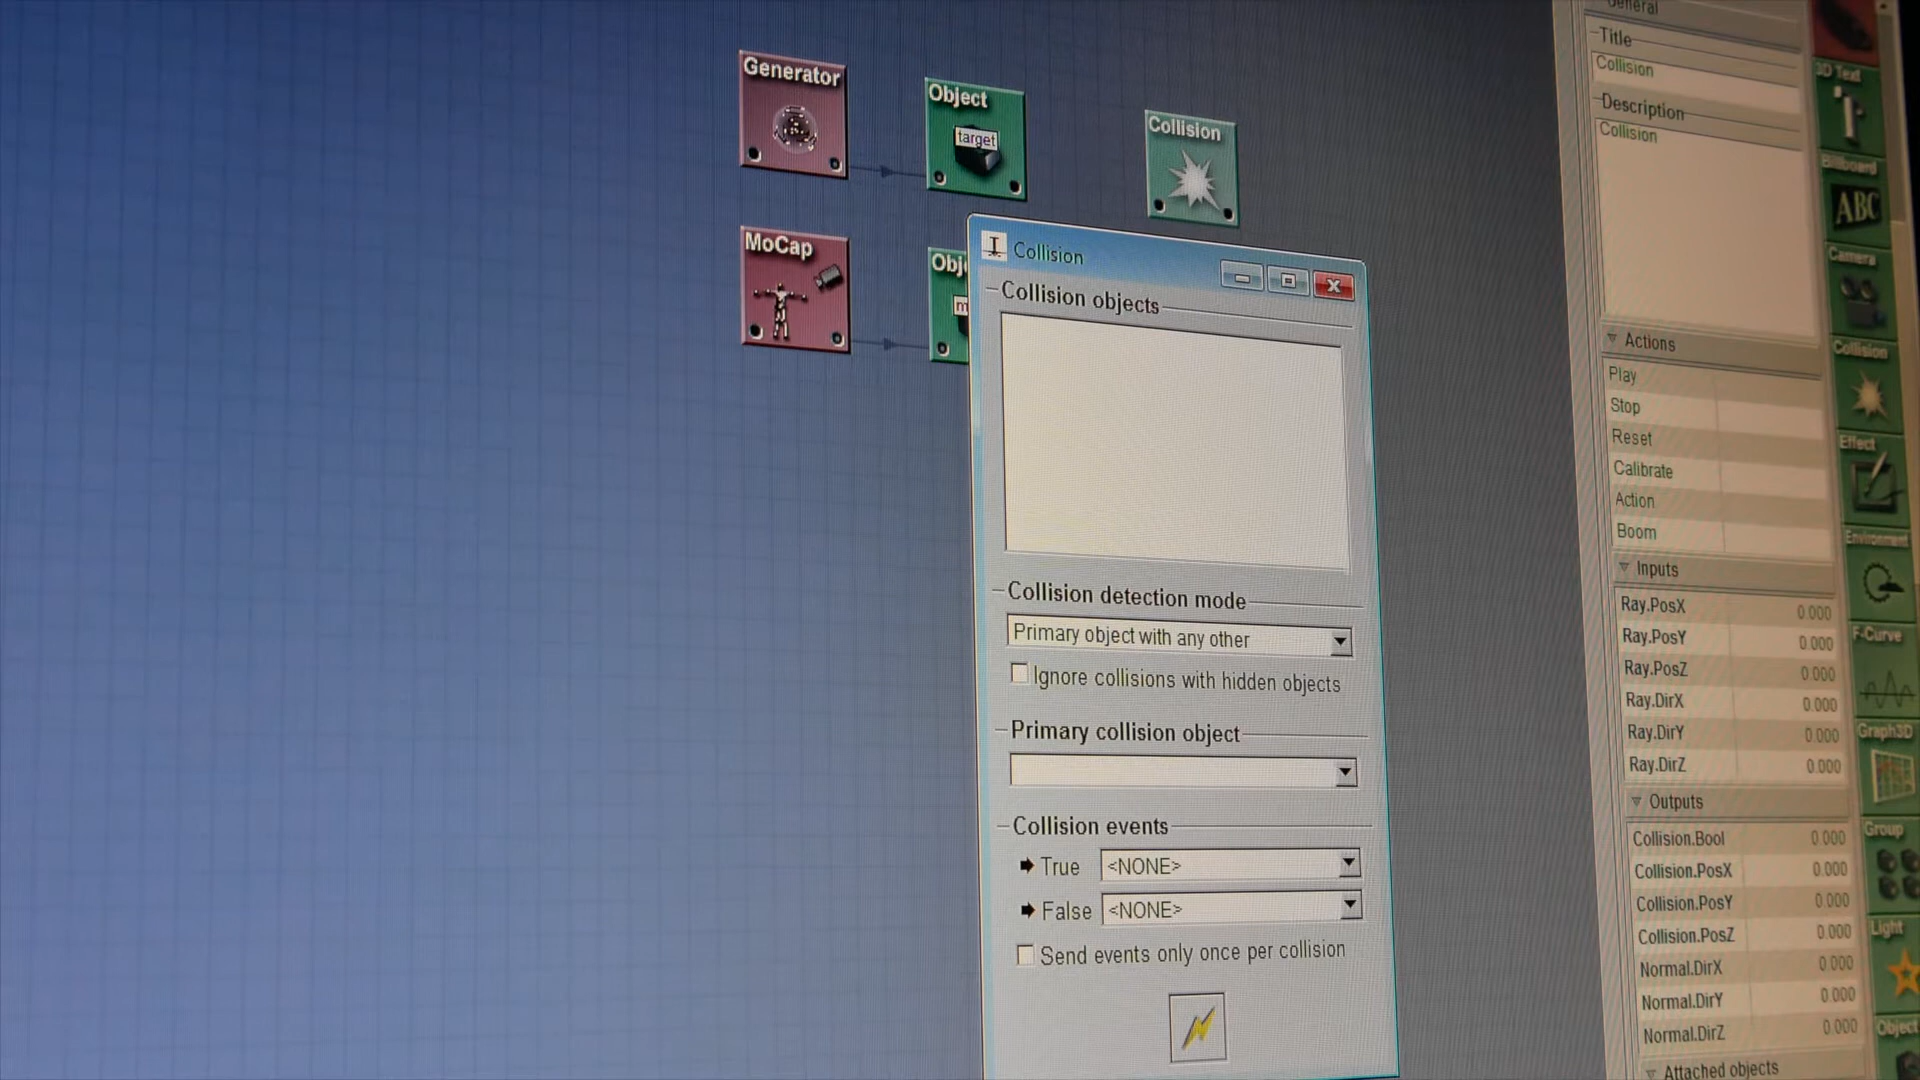 Generator
Object
target
Collision
MoCap
Collision
Collision objects
Collision detection mode
Primary object with any other
Ignore collisions with hidden objects
Primary collision object
Collision events
True <NONE>
False <NONE>
Send events only once per collision
General
Title
Collision
Description
Collision
Actions
Play
Stop
Reset
Calibrate
Action
Boom
Inputs
Ray.PosX 0.000
Ray.PosY 0.000
Ray.PosZ 0.000
Ray.DirX 0.000
Ray.DirY 0.000
Ray.DirZ 0.000
Outputs
Collision.Bool 0.000
Collision.PosX 0.000
Collision.PosY 0.000
Collision.PosZ 0.000
Normal.DirX 0.000
Normal.DirY 0.000
Normal.DirZ 0.000
Attached objects
3D Text
T
Billboard
ABC
Camera
Collision
Effect
Environment
F-Curve
Graph3D
Group
Light
Object